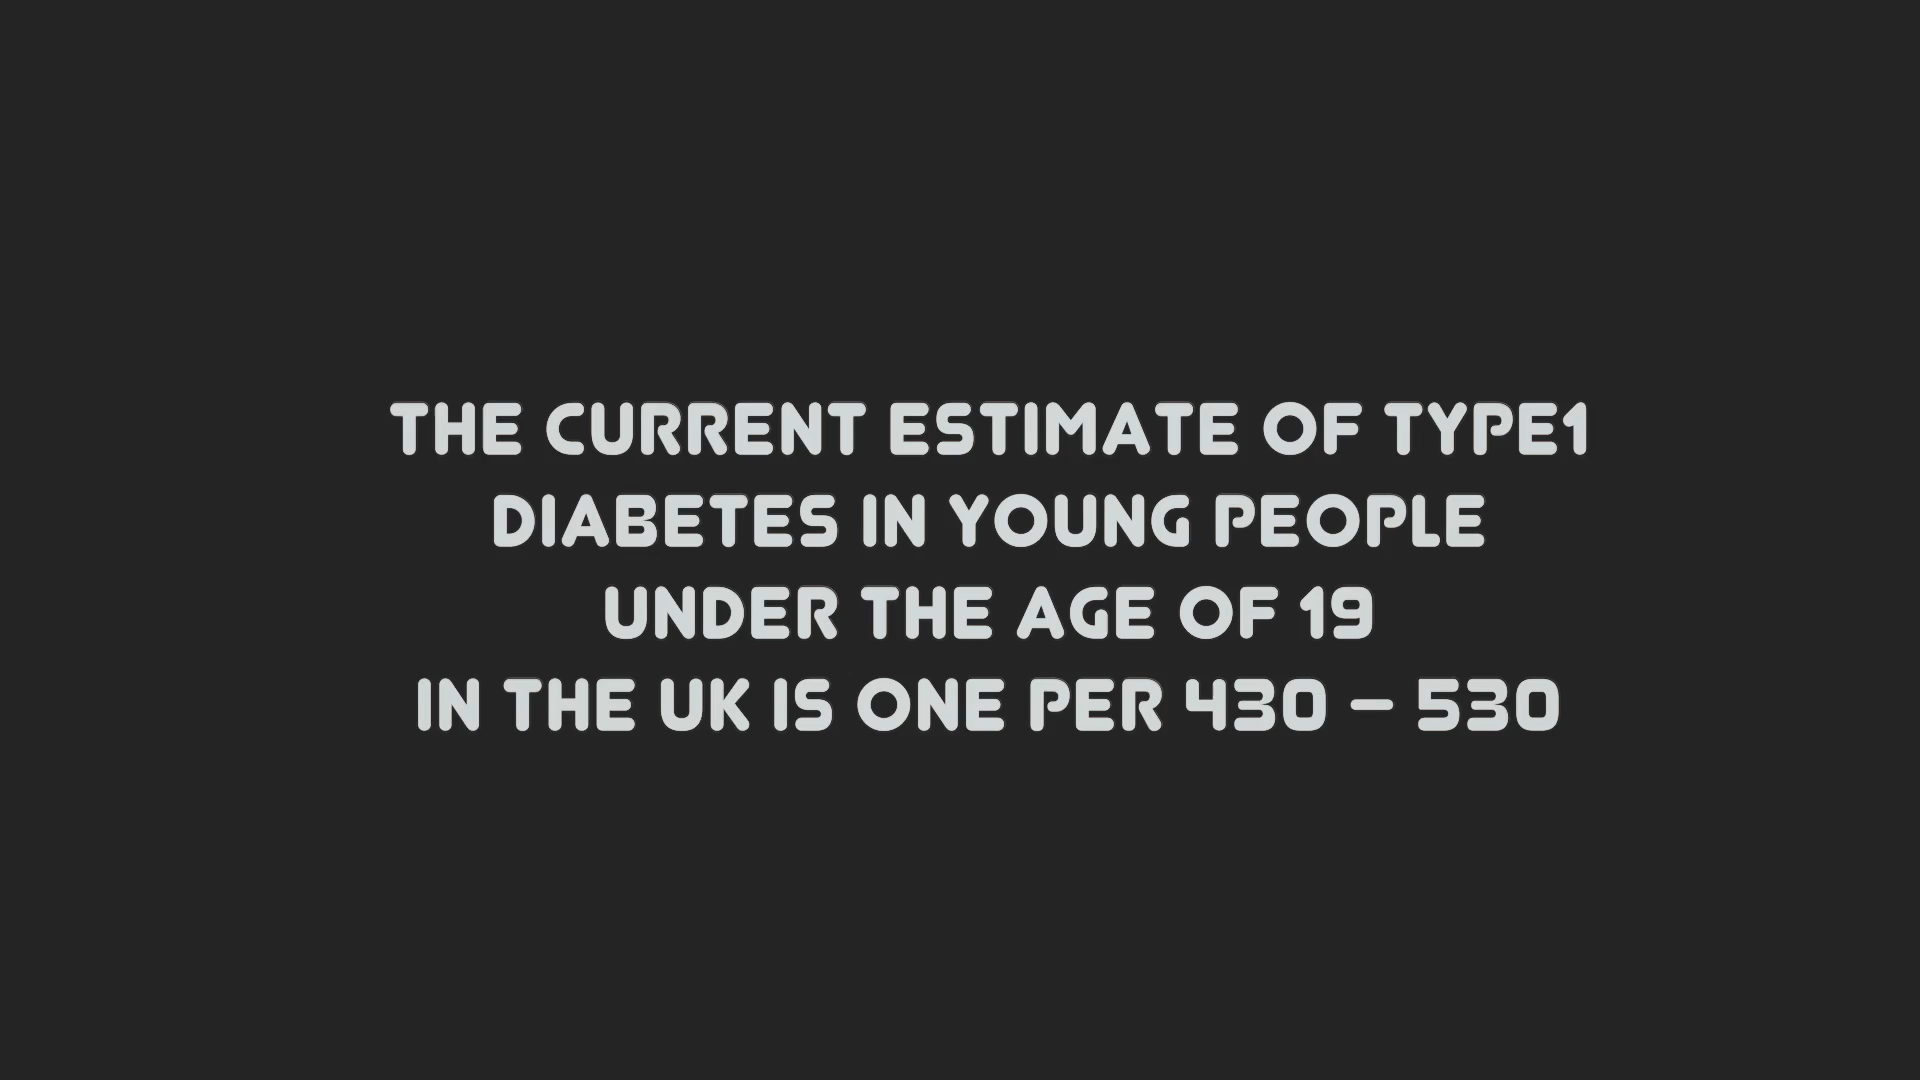 THE CURRENT ESTIMATE OF TYPE1
DIABETES IN YOUNG PEOPLE
UNDER THE AGE OF 19
IN THE UK IS ONE PER 430 – 530